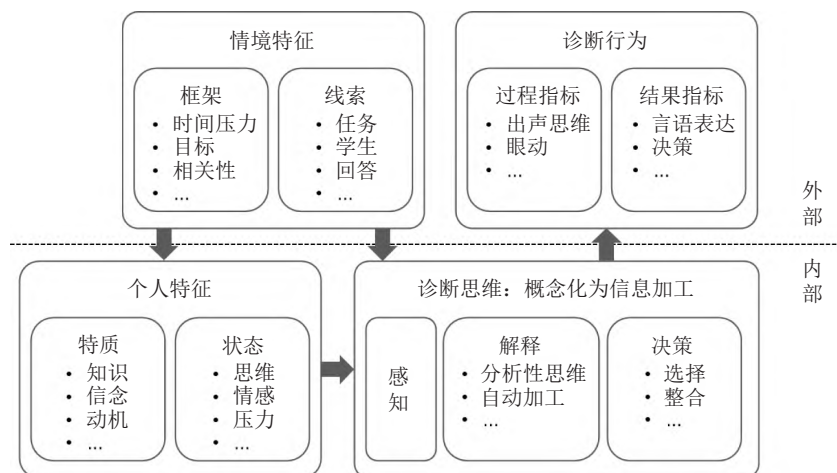 情境特征
框架
• 时间压力
• 目标
• 相关性
• ...
线索
• 任务
• 学生
• 回答
• ...
诊断行为
过程指标
• 出声思维
• 眼动
• ...
结果指标
• 言语表达
• 决策
• ...
外部
内部
个人特征
特质
• 知识
• 信念
• 动机
• ...
状态
• 思维
• 情感
• 压力
• ...
诊断思维：概念化为信息加工
感知
解释
• 分析性思维
• 自动加工
• ...
决策
• 选择
• 整合
• ...